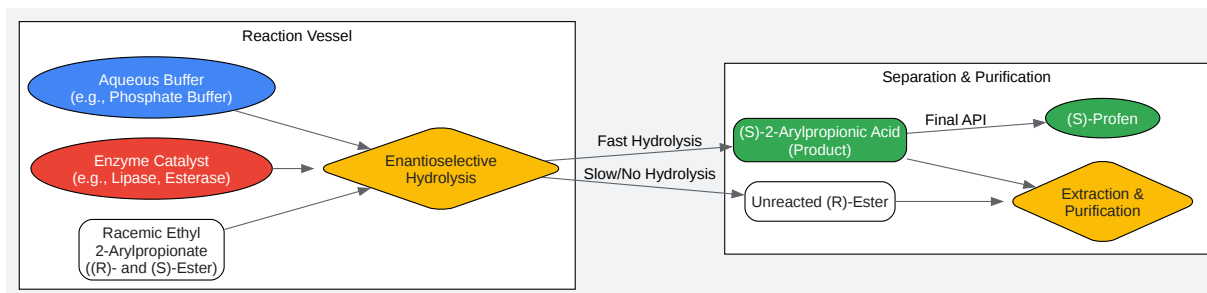 Reaction Vessel
Aqueous Buffer
(e.g., Phosphate Buffer)
Enzyme Catalyst
(e.g., Lipase, Esterase)
Racemic Ethyl
2-Arylpropionate
((R)- and (S)-Ester)
Enantioselective
Hydrolysis
Fast Hydrolysis
Slow/No Hydrolysis
Separation & Purification
(S)-2-Arylpropionic Acid
(Product)
Final API
(S)-Profen
Unreacted (R)-Ester
Extraction &
Purification